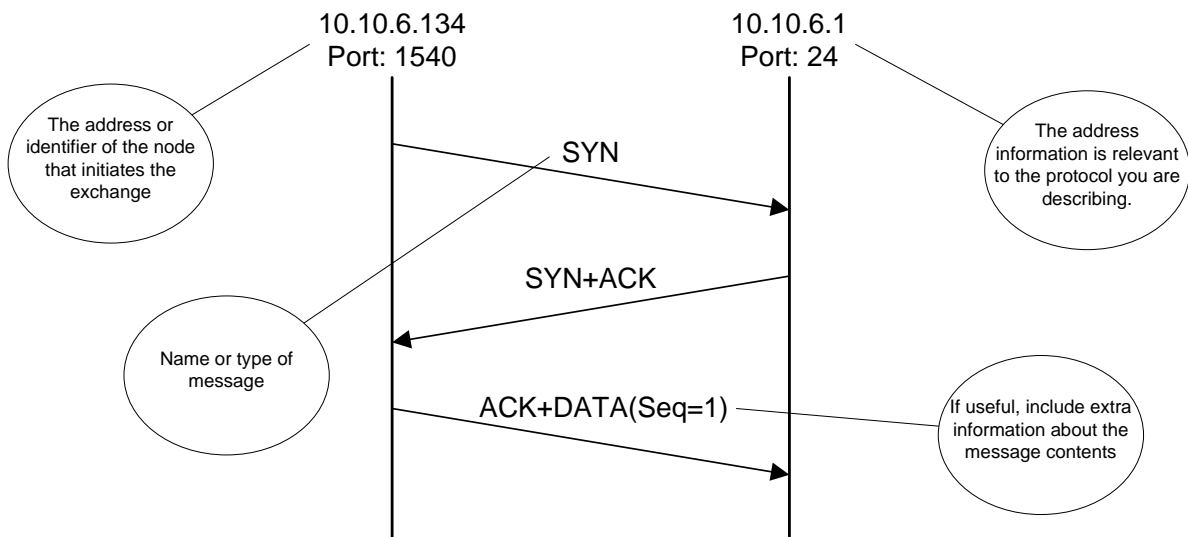 10.10.6.134
Port: 1540
10.10.6.1
Port: 24
The address or
identifier of the node
that initiates the
exchange
The address
information is relevant
to the protocol you are
describing.
SYN
SYN+ACK
Name or type of
message
ACK+DATA(Seq=1)
If useful, include extra
information about the
message contents